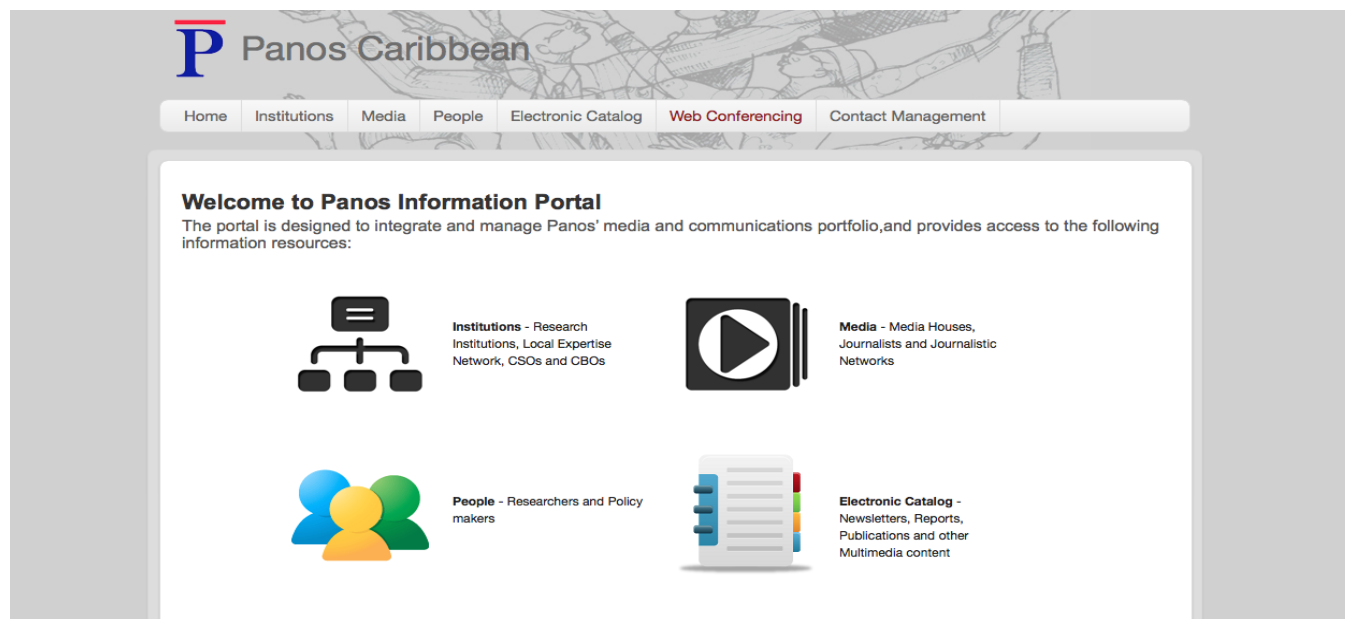 P Panos Caribbean
Home Institutions Media People Electronic Catalog Web Conferencing Contact Management
Welcome to Panos Information Portal
The portal is designed to integrate and manage Panos' media and communications portfolio,and provides access to the following
information resources:
Institutions - Research
Institutions, Local Expertise
Network, CSOs and CBOs
Media - Media Houses,
Journalists and Journalistic
Networks
People - Researchers and Policy
makers
Electronic Catalog -
Newsletters, Reports,
Publications and other
Multimedia content